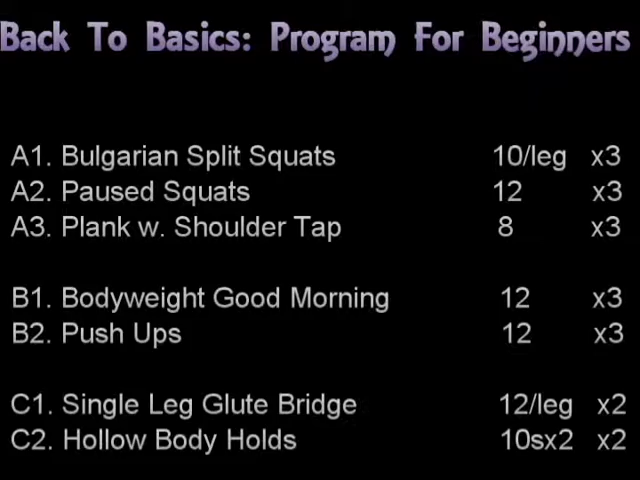 Back To Basics: Program For Beginners
A1. Bulgarian Split Squats 10/leg x3
A2. Paused Squats 12 x3
A3. Plank w. Shoulder Tap 8 x3
B1. Bodyweight Good Morning 12 x3
B2. Push Ups 12 x3
C1. Single Leg Glute Bridge 12/leg x2
C2. Hollow Body Holds 10sx2 x2